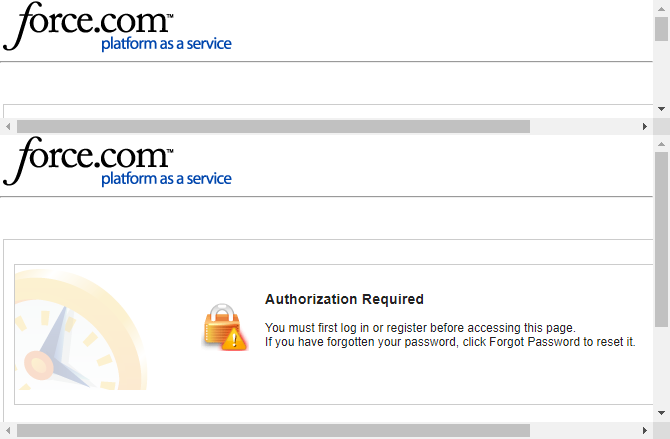 force.com™
platform as a service
force.com™
platform as a service
Authorization Required
You must first log in or register before accessing this page.
If you have forgotten your password, click Forgot Password to reset it.